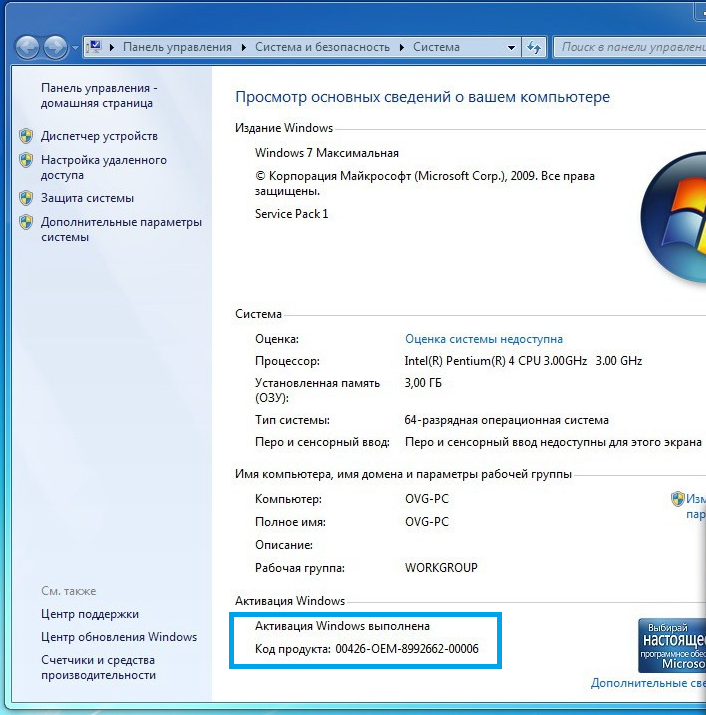 Панель управления
Система и безопасность
Система
Поиск в панели управлени
Панель управления -
домашняя страница
Диспетчер устройств
Настройка удаленного
доступа
Защита системы
Дополнительные параметры
системы
Просмотр основных сведений о вашем компьютере
Издание Windows
Windows 7 Максимальная
© Корпорация Майкрософт (Microsoft Corp.), 2009. Все права
защищены.
Service Pack 1
Система
Оценка: Оценка системы недоступна
Процессор: Intel(R) Pentium(R) 4 CPU 3.00GHz 3.00 GHz
Установленная память 3,00 ГБ
(ОЗУ):
Тип системы: 64-разрядная операционная система
Перо и сенсорный ввод: Перо и сенсорный ввод недоступны для этого экрана
Имя компьютера, имя домена и параметры рабочей группы
Компьютер: OVG-PC
Изм
Полное имя: OVG-PC
пар
Описание:
Рабочая группа: WORKGROUP
Активация Windows
Активация Windows выполнена
Код продукта: 00426-OEM-8992662-00006
Выбирай
настояще
программное обес
Microso
Дополнительные све
См. также
Центр поддержки
Центр обновления Windows
Счетчики и средства
производительности